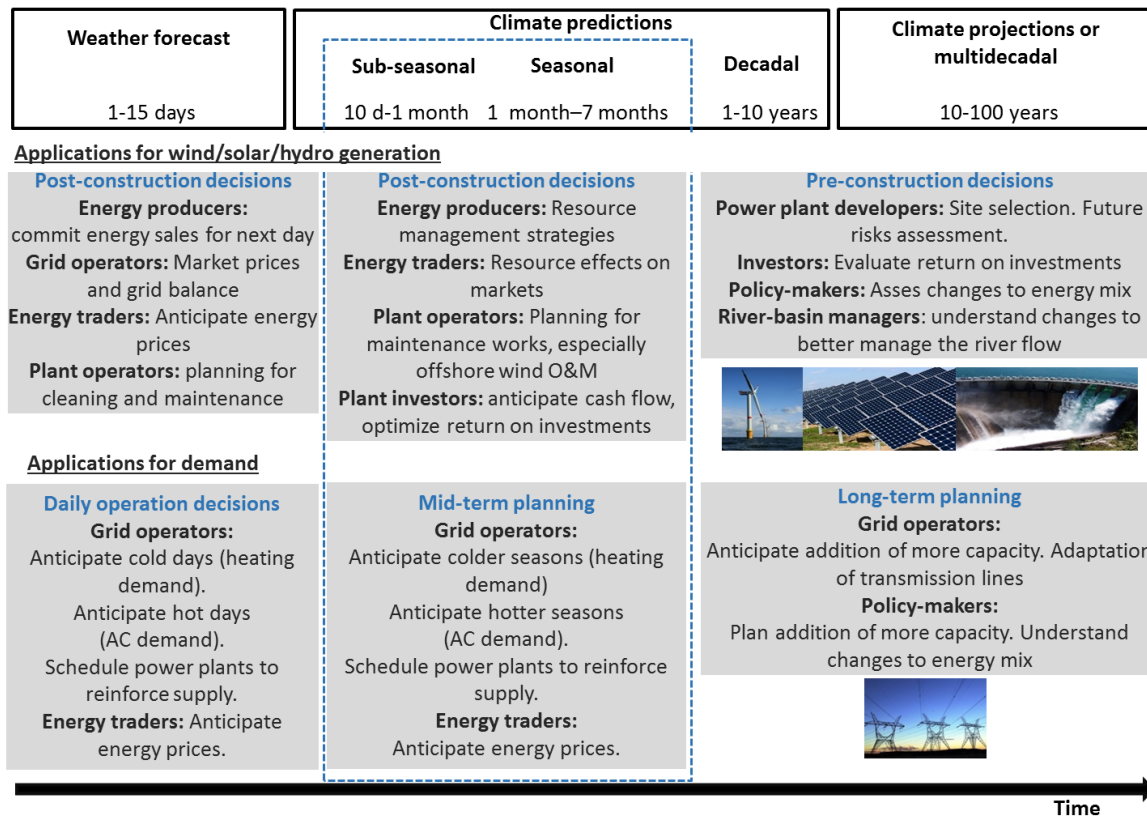 Weather forecast
1-15 days
Climate predictions
Sub-seasonal
10 d-1 month
Seasonal
1 month–7 months
Decadal
1-10 years
Climate projections or
multidecadal
10-100 years
Applications for wind/solar/hydro generation
Post-construction decisions
Energy producers:
commit energy sales for next day
Grid operators: Market prices
and grid balance
Energy traders: Anticipate energy
prices
Plant operators: planning for
cleaning and maintenance
Post-construction decisions
Energy producers: Resource
management strategies
Energy traders: Resource effects on
markets
Plant operators: Planning for
maintenance works, especially
offshore wind O&M
Plant investors: anticipate cash flow,
optimize return on investments
Pre-construction decisions
Power plant developers: Site selection. Future
risks assessment.
Investors: Evaluate return on investments
Policy-makers: Asses changes to energy mix
River-basin managers: understand changes to
better manage the river flow
Applications for demand
Daily operation decisions
Grid operators:
Anticipate cold days (heating
demand).
Anticipate hot days
(AC demand).
Schedule power plants to
reinforce supply.
Energy traders: Anticipate
energy prices.
Mid-term planning
Grid operators:
Anticipate colder seasons (heating
demand)
Anticipate hotter seasons
(AC demand).
Schedule power plants to reinforce
supply.
Energy traders:
Anticipate energy prices.
Long-term planning
Grid operators:
Anticipate addition of more capacity. Adaptation
of transmission lines
Policy-makers:
Plan addition of more capacity. Understand
changes to energy mix
Time